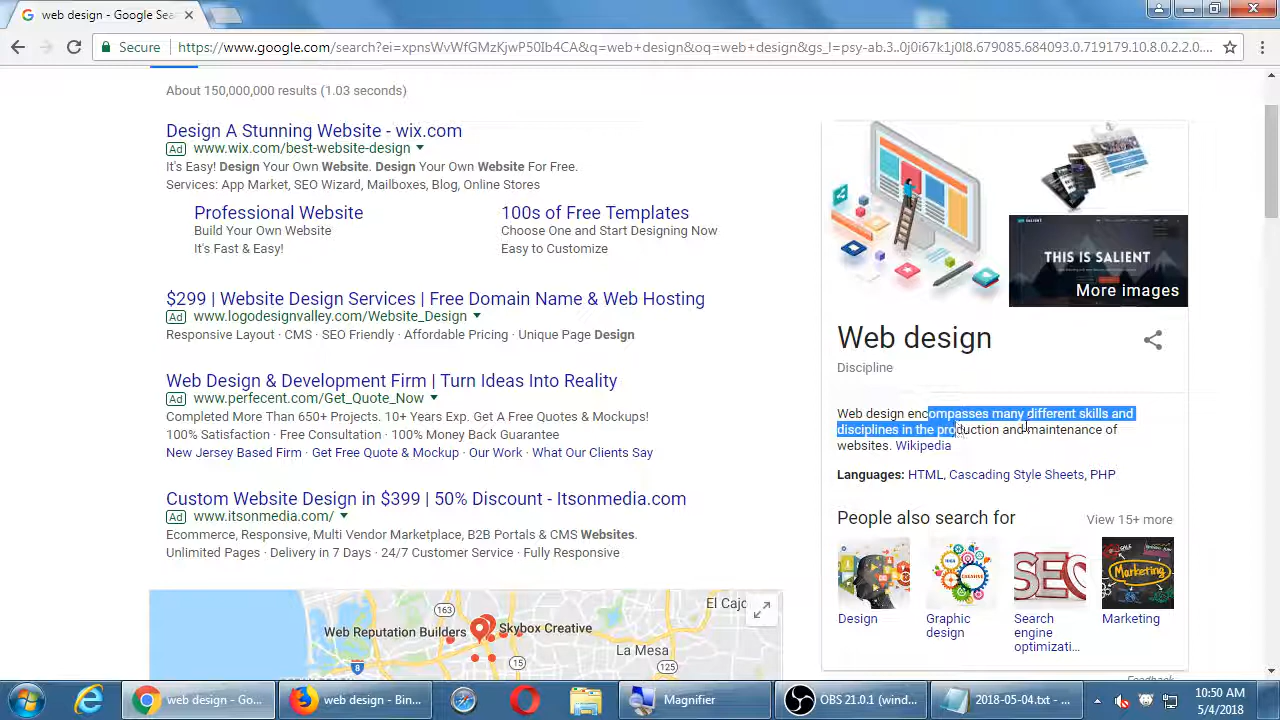 web design - Google Sea
Secure
https://www.google.com/search?ei=xpnsWvWfGMzKjwP50Ib4CA&q=web+design&oq=web+design&gs_l=psy-ab.3..0j0i67k1j0l8.679085.684093.0.719179.10.8.0.2.2.0....
About 150,000,000 results (1.03 seconds)
Design A Stunning Website - wix.com
Ad www.wix.com/best-website-design
It's Easy! Design Your Own Website. Design Your Own Website For Free.
Services: App Market, SEO Wizard, Mailboxes, Blog, Online Stores
Professional Website
Build Your Own Website
It's Fast & Easy!
100s of Free Templates
Choose One and Start Designing Now
Easy to Customize
$299 | Website Design Services | Free Domain Name & Web Hosting
Ad www.logodesignvalley.com/Website_Design
Responsive Layout · CMS · SEO Friendly · Affordable Pricing · Unique Page Design
Web Design & Development Firm | Turn Ideas Into Reality
Ad www.perfecent.com/Get_Quote_Now
Completed More Than 650+ Projects. 10+ Years Exp. Get A Free Quotes & Mockups!
100% Satisfaction · Free Consultation · 100% Money Back Guarantee
New Jersey Based Firm · Get Free Quote & Mockup · Our Work · What Our Clients Say
Custom Website Design in $399 | 50% Discount - Itsonmedia.com
Ad www.itsonmedia.com/
Ecommerce, Responsive, Multi Vendor Marketplace, B2B Portals & CMS Websites.
Unlimited Pages · Delivery in 7 Days · 24/7 Customer Service · Fully Responsive
163
El Cajo
Web Reputation Builders
Skybox Creative
La Mesa
8
15
125
THIS IS SALIENT
More images
Web design
Discipline
Web design encompasses many different skills and
disciplines in the production and maintenance of
websites. Wikipedia
Languages: HTML, Cascading Style Sheets, PHP
People also search for
View 15+ more
IDEA
CREATIVE
SEO
SALE
Marketing
Design
Graphic
design
Search
engine
optimizati...
Marketing
Feedback
web design - Go...
web design - Bin...
Magnifier
OBS 21.0.1 (wind...
2018-05-04.txt - ...
10:50 AM
5/4/2018